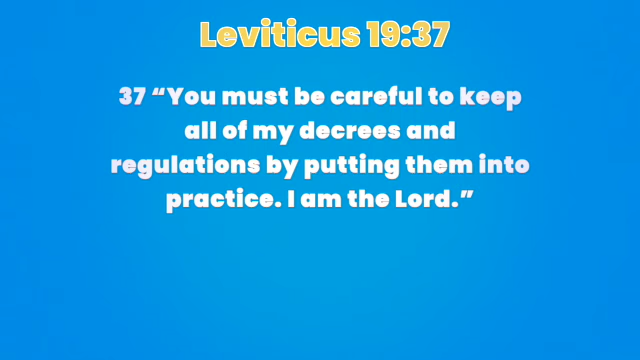 Leviticus 19:37
37 “You must be careful to keep
all of my decrees and
regulations by putting them into
practice. I am the Lord.”